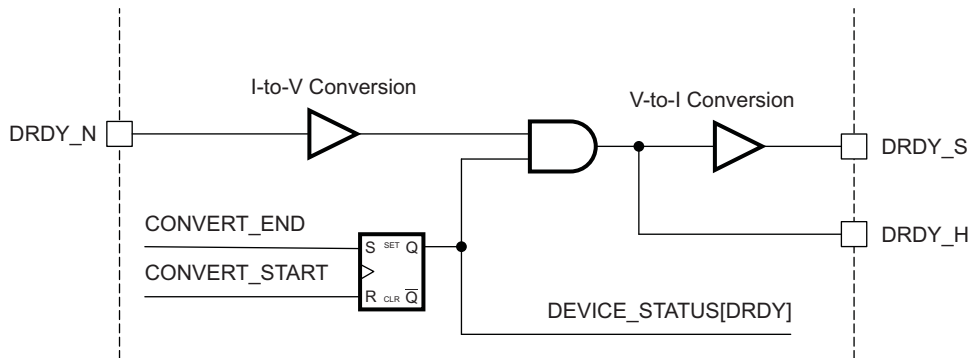 I-to-V Conversion
V-to-I Conversion
DRDY_N
DRDY_S
CONVERT_END
DRDY_H
S SET Q
CONVERT_START
R CLR Q̅
DEVICE_STATUS[DRDY]